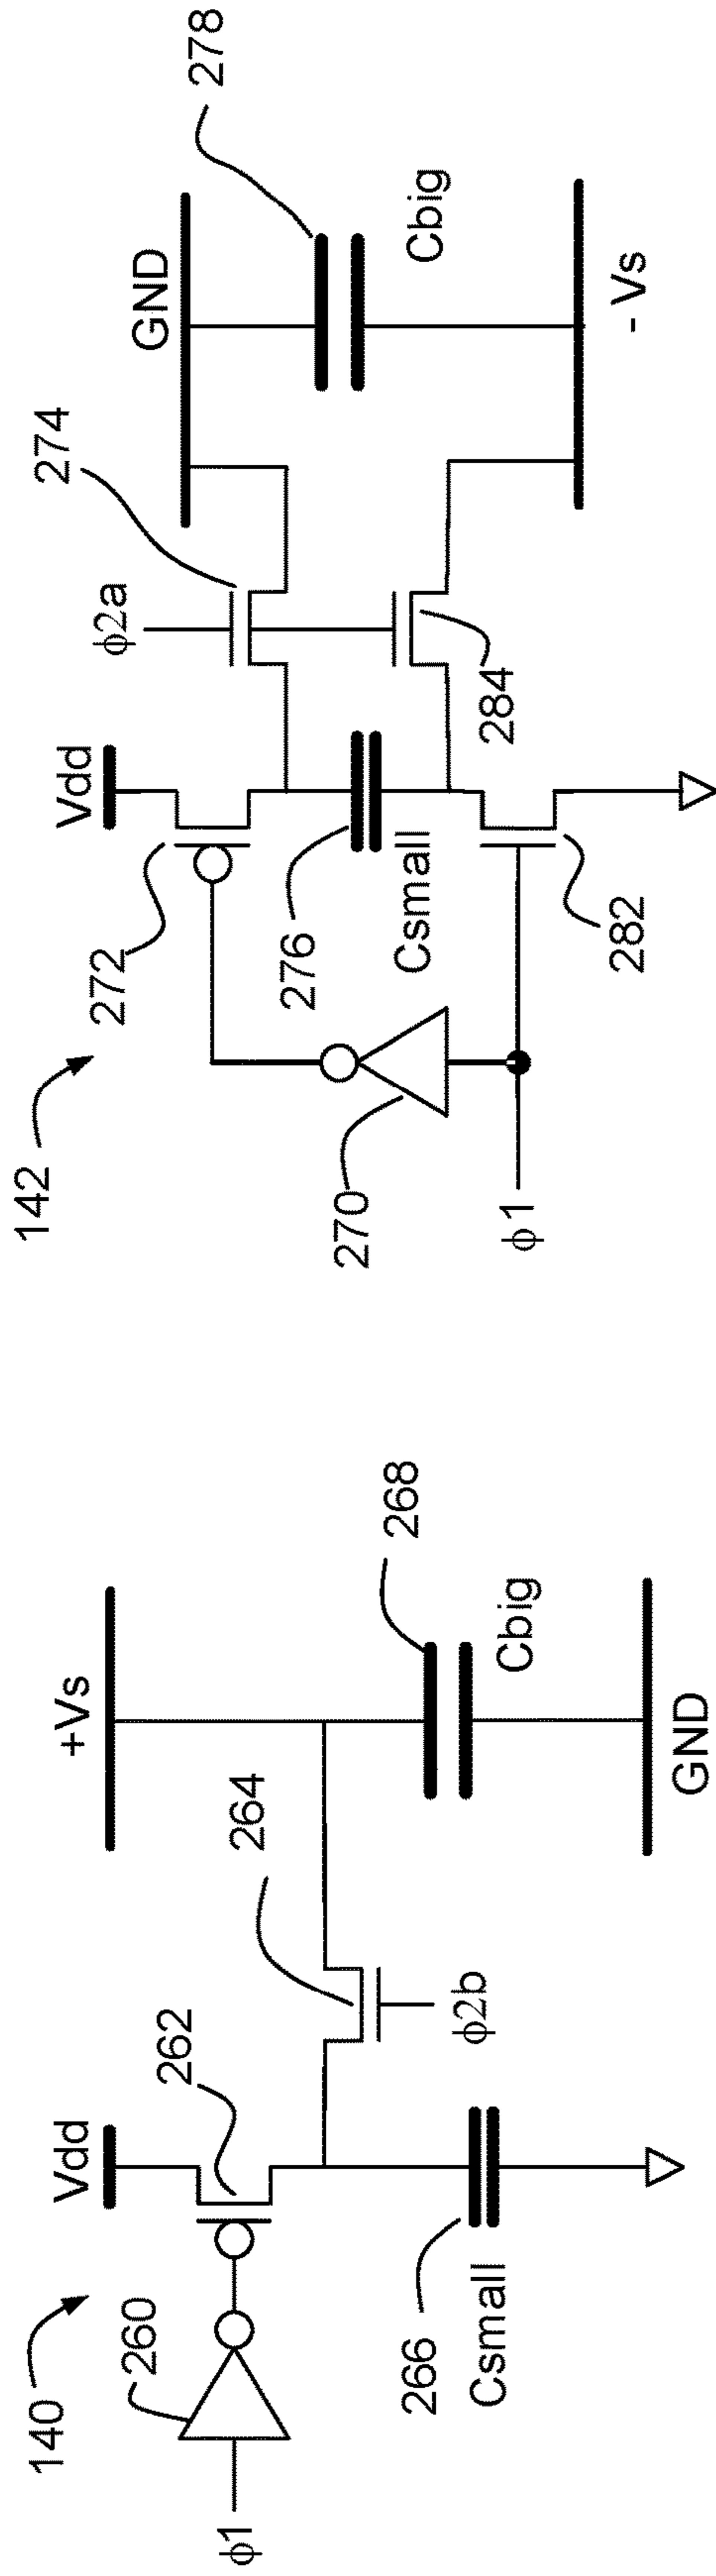 140
ϕ1
260
Vdd
262
266
Csmall
264
ϕ2b
+Vs
268
Cbig
GND
142
272
Vdd
ϕ2a
274
GND
278
Cbig
276
Csmall
270
ϕ1
282
284
- Vs